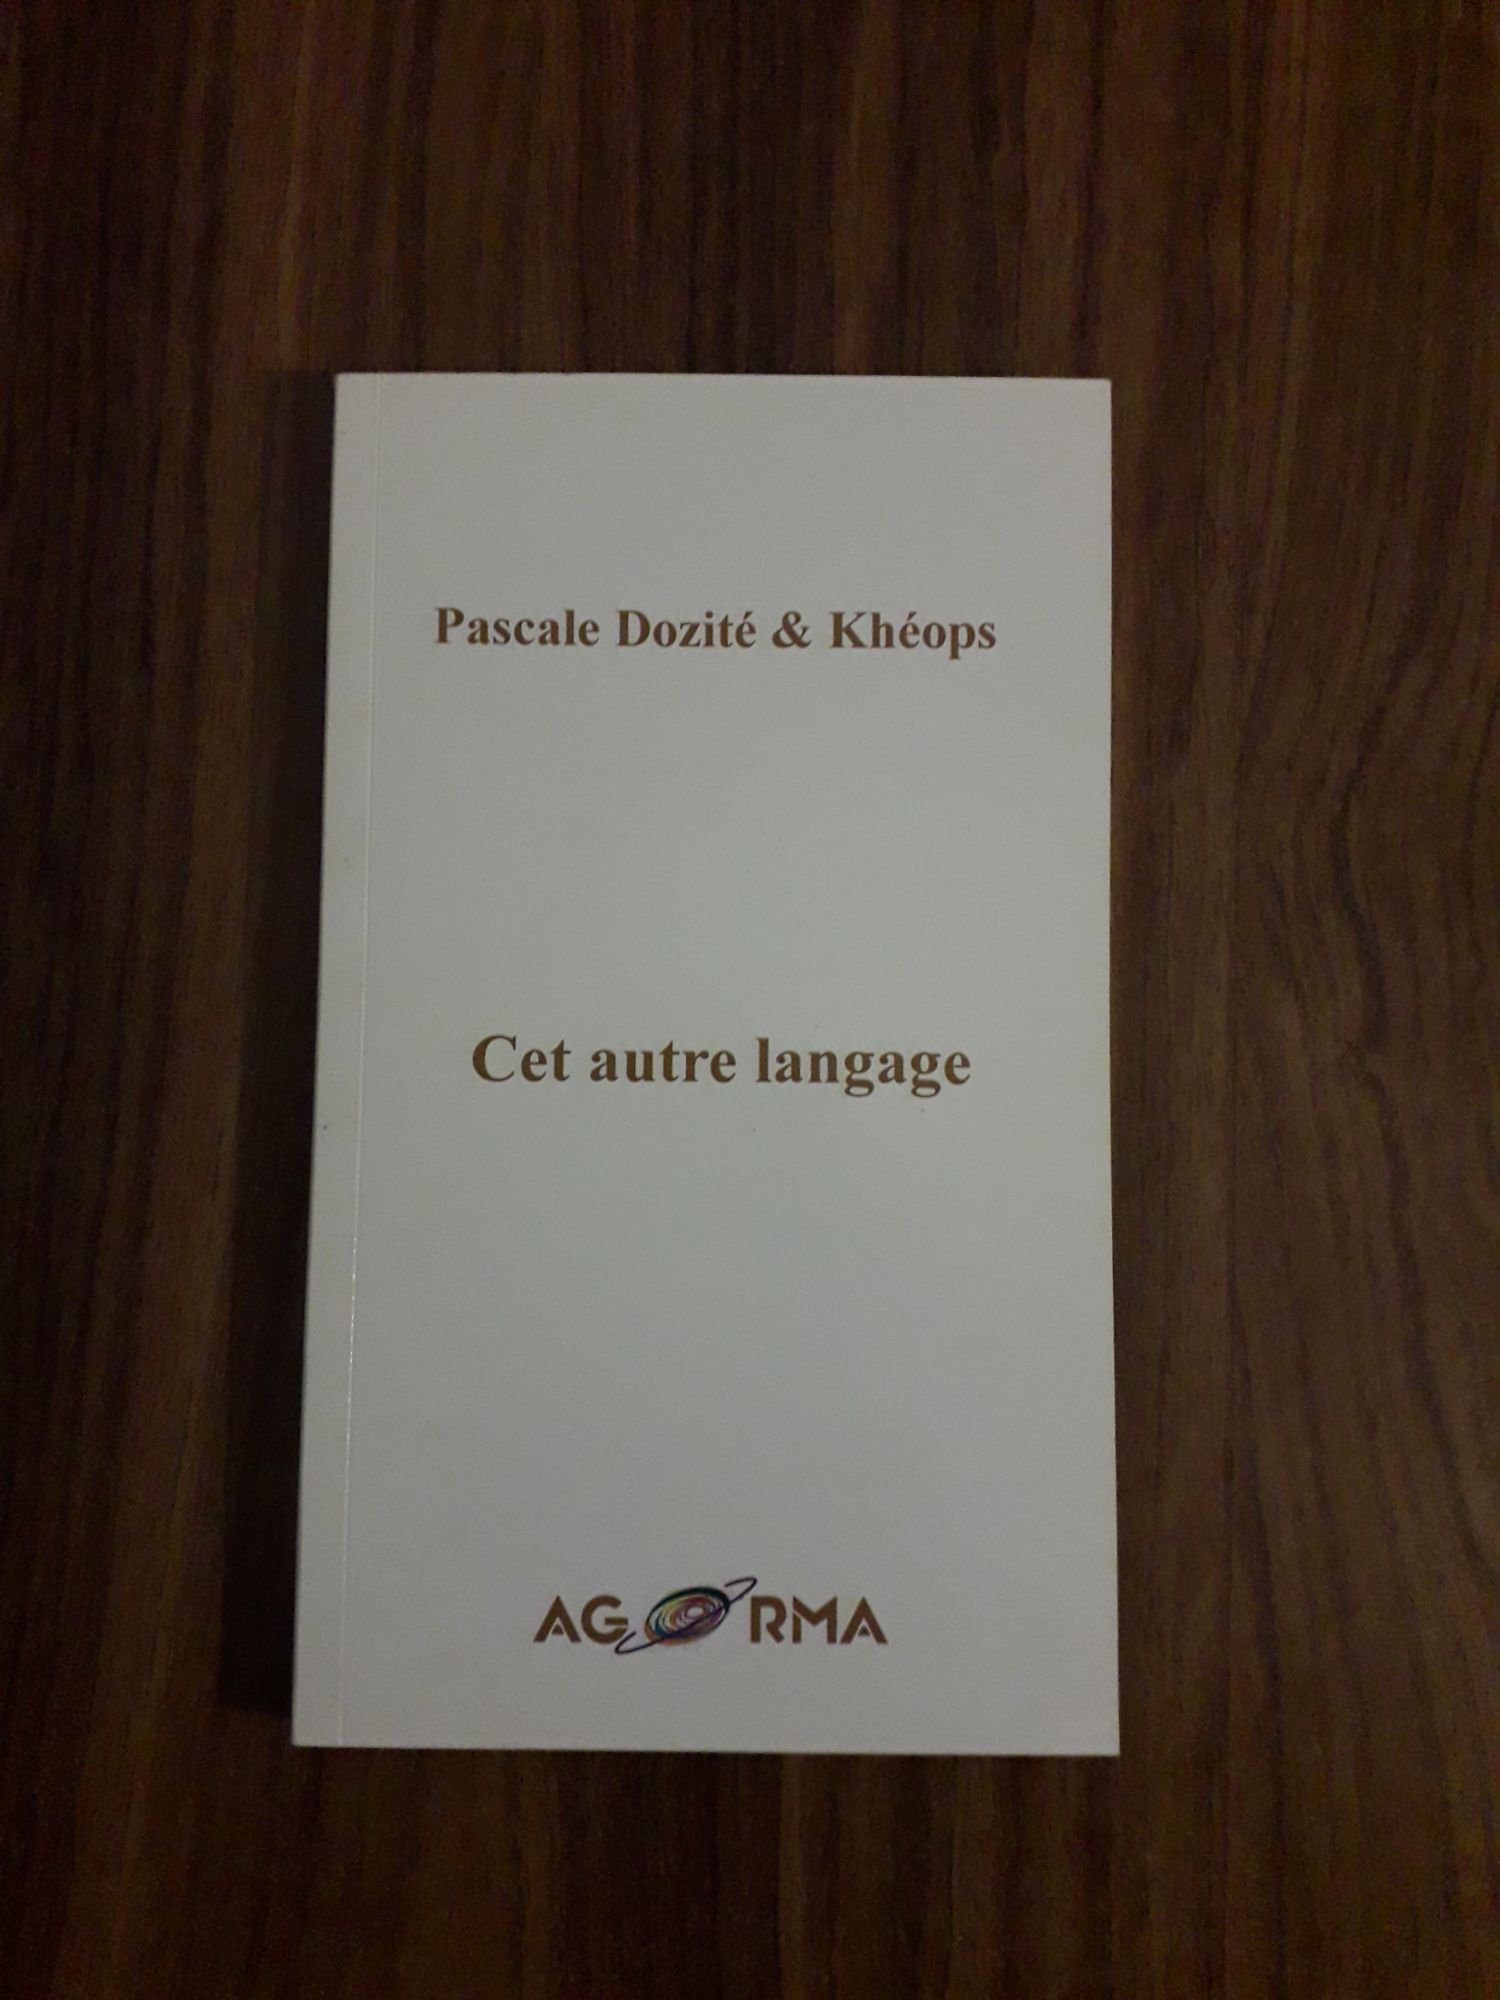 Pascale Dozité & Khéops
Cet autre langage
AGORMA